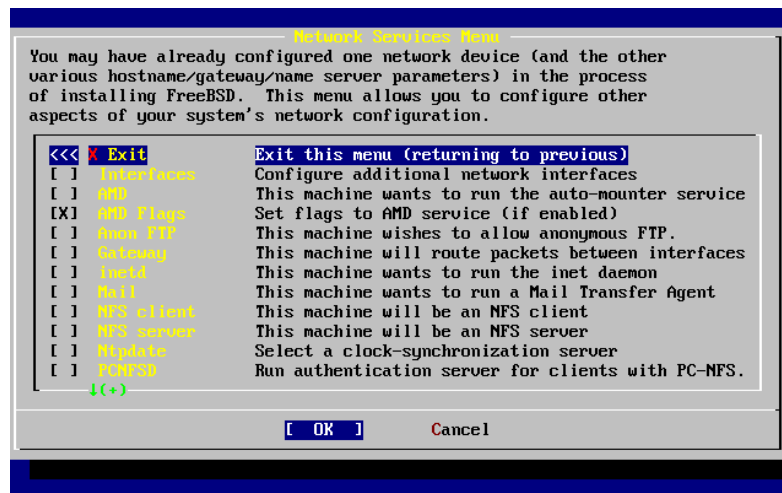 Network Services Menu
You may have already configured one network device (and the other
various hostname/gateway/name server parameters) in the process
of installing FreeBSD.  This menu allows you to configure other
aspects of your system's network configuration.
<<< X Exit Exit this menu (returning to previous)
[ ] Interfaces Configure additional network interfaces
[ ] AMD This machine wants to run the auto-mounter service
[X] AMD Flags Set flags to AMD service (if enabled)
[ ] Anon FTP This machine wishes to allow anonymous FTP.
[ ] Gateway This machine will route packets between interfaces
[ ] inetd This machine wants to run the inet daemon
[ ] Mail This machine wants to run a Mail Transfer Agent
[ ] NFS client This machine will be an NFS client
[ ] NFS server This machine will be an NFS server
[ ] Ntpdate Select a clock-synchronization server
[ ] PCNFSD Run authentication server for clients with PC-NFS.
↓(+)
[ OK ] Cancel